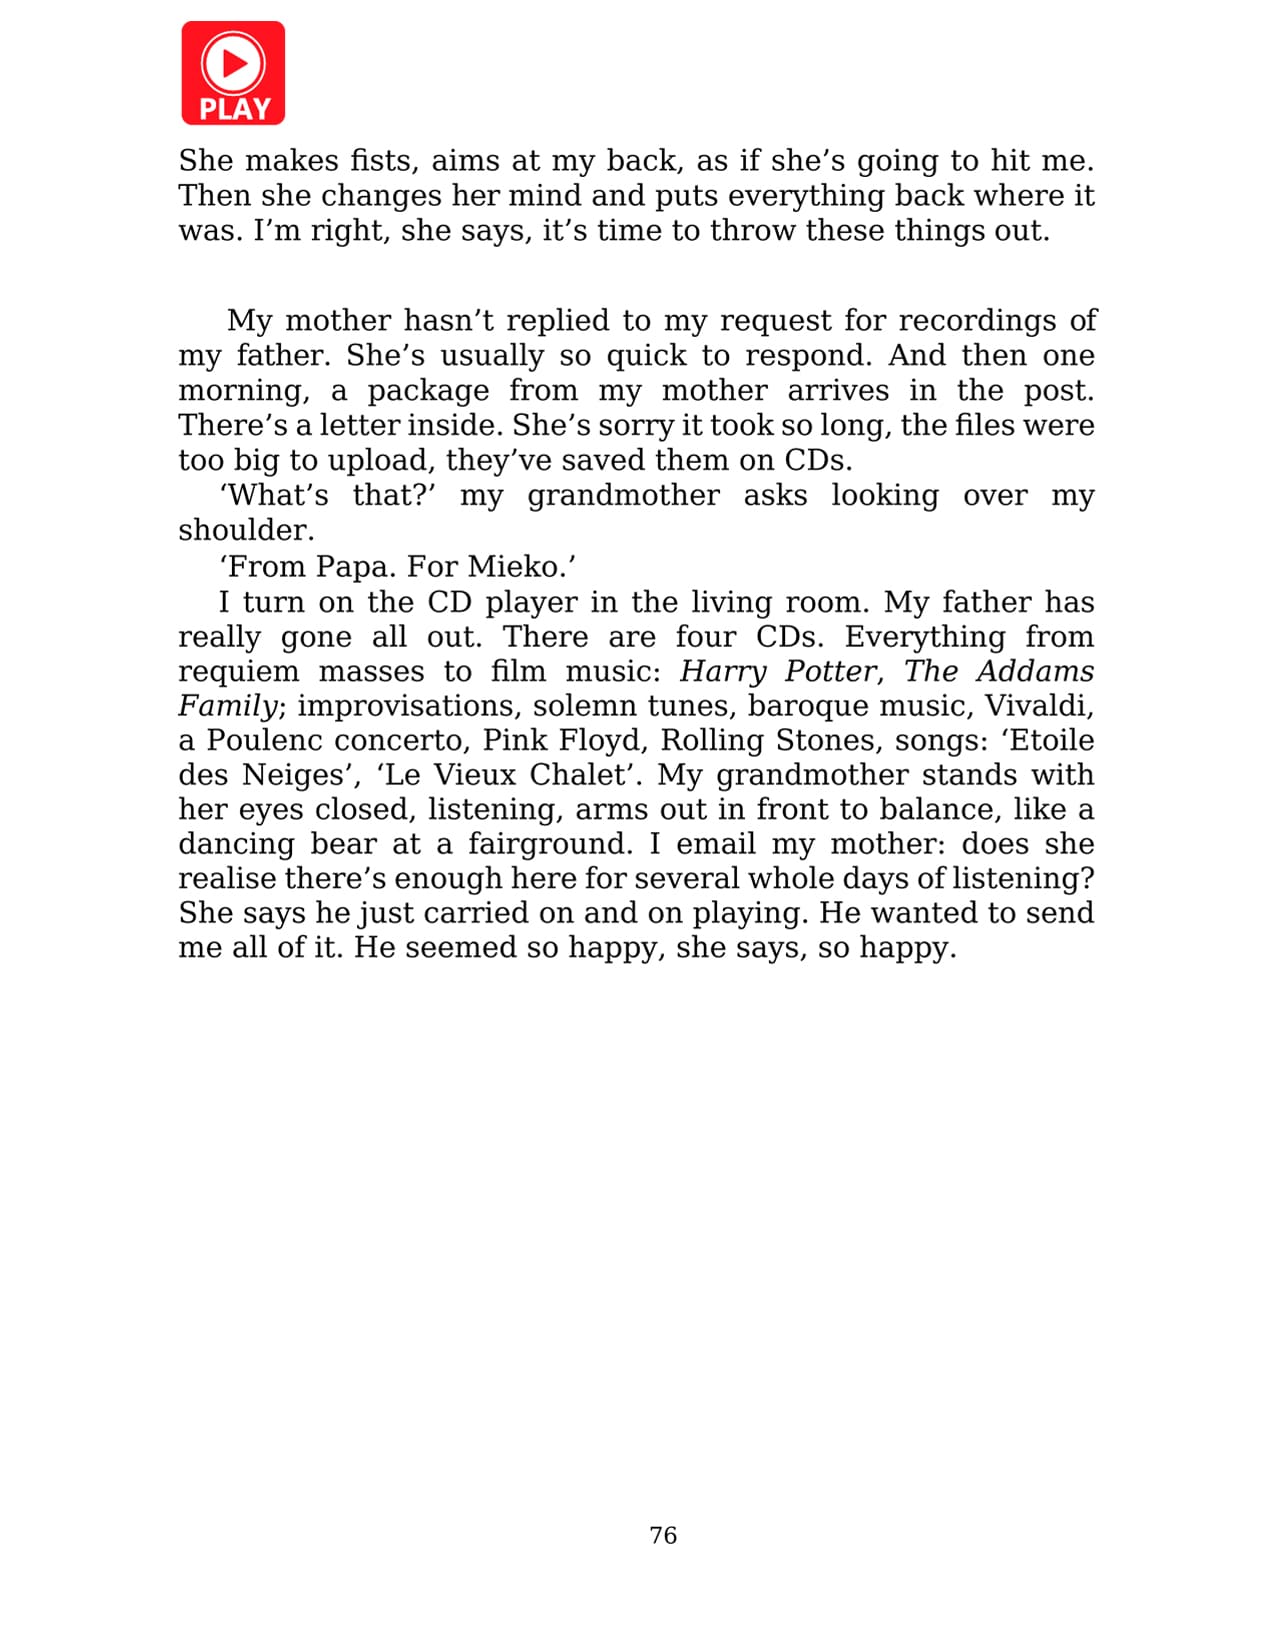 PLAY
She makes fists, aims at my back, as if she’s going to hit me.
Then she changes her mind and puts everything back where it
was. I’m right, she says, it’s time to throw these things out.
My mother hasn’t replied to my request for recordings of
my father. She’s usually so quick to respond. And then one
morning, a package from my mother arrives in the post.
There’s a letter inside. She’s sorry it took so long, the files were
too big to upload, they’ve saved them on CDs.
‘What’s that?’ my grandmother asks looking over my
shoulder.
‘From Papa. For Mieko.’
I turn on the CD player in the living room. My father has
really gone all out. There are four CDs. Everything from
requiem masses to film music: Harry Potter, The Addams
Family; improvisations, solemn tunes, baroque music, Vivaldi,
a Poulenc concerto, Pink Floyd, Rolling Stones, songs: ‘Etoile
des Neiges’, ‘Le Vieux Chalet’. My grandmother stands with
her eyes closed, listening, arms out in front to balance, like a
dancing bear at a fairground. I email my mother: does she
realise there’s enough here for several whole days of listening?
She says he just carried on and on playing. He wanted to send
me all of it. He seemed so happy, she says, so happy.
76